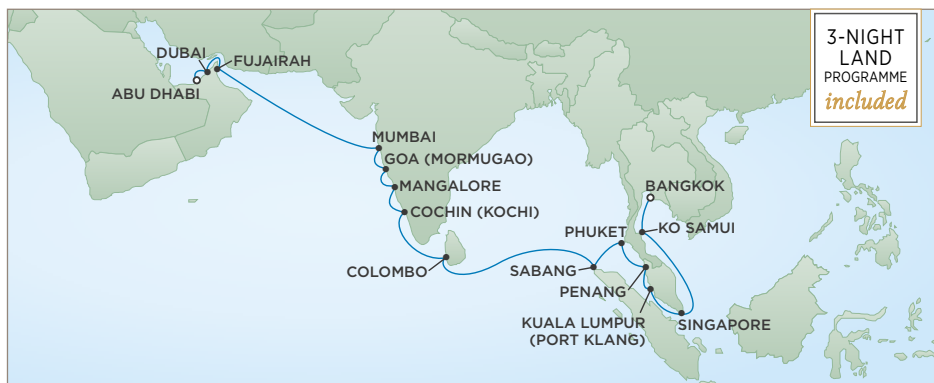 3-NIGHT
LAND
PROGRAMME
included
DUBAI
FUJAIRAH
ABU DHABI
MUMBAI
GOA (MORMUGAO)
MANGALORE
COCHIN (KOCHI)
COLOMBO
BANGKOK
KO SAMUI
PHUKET
SABANG
PENANG
KUALA LUMPUR
(PORT KLANG)
SINGAPORE